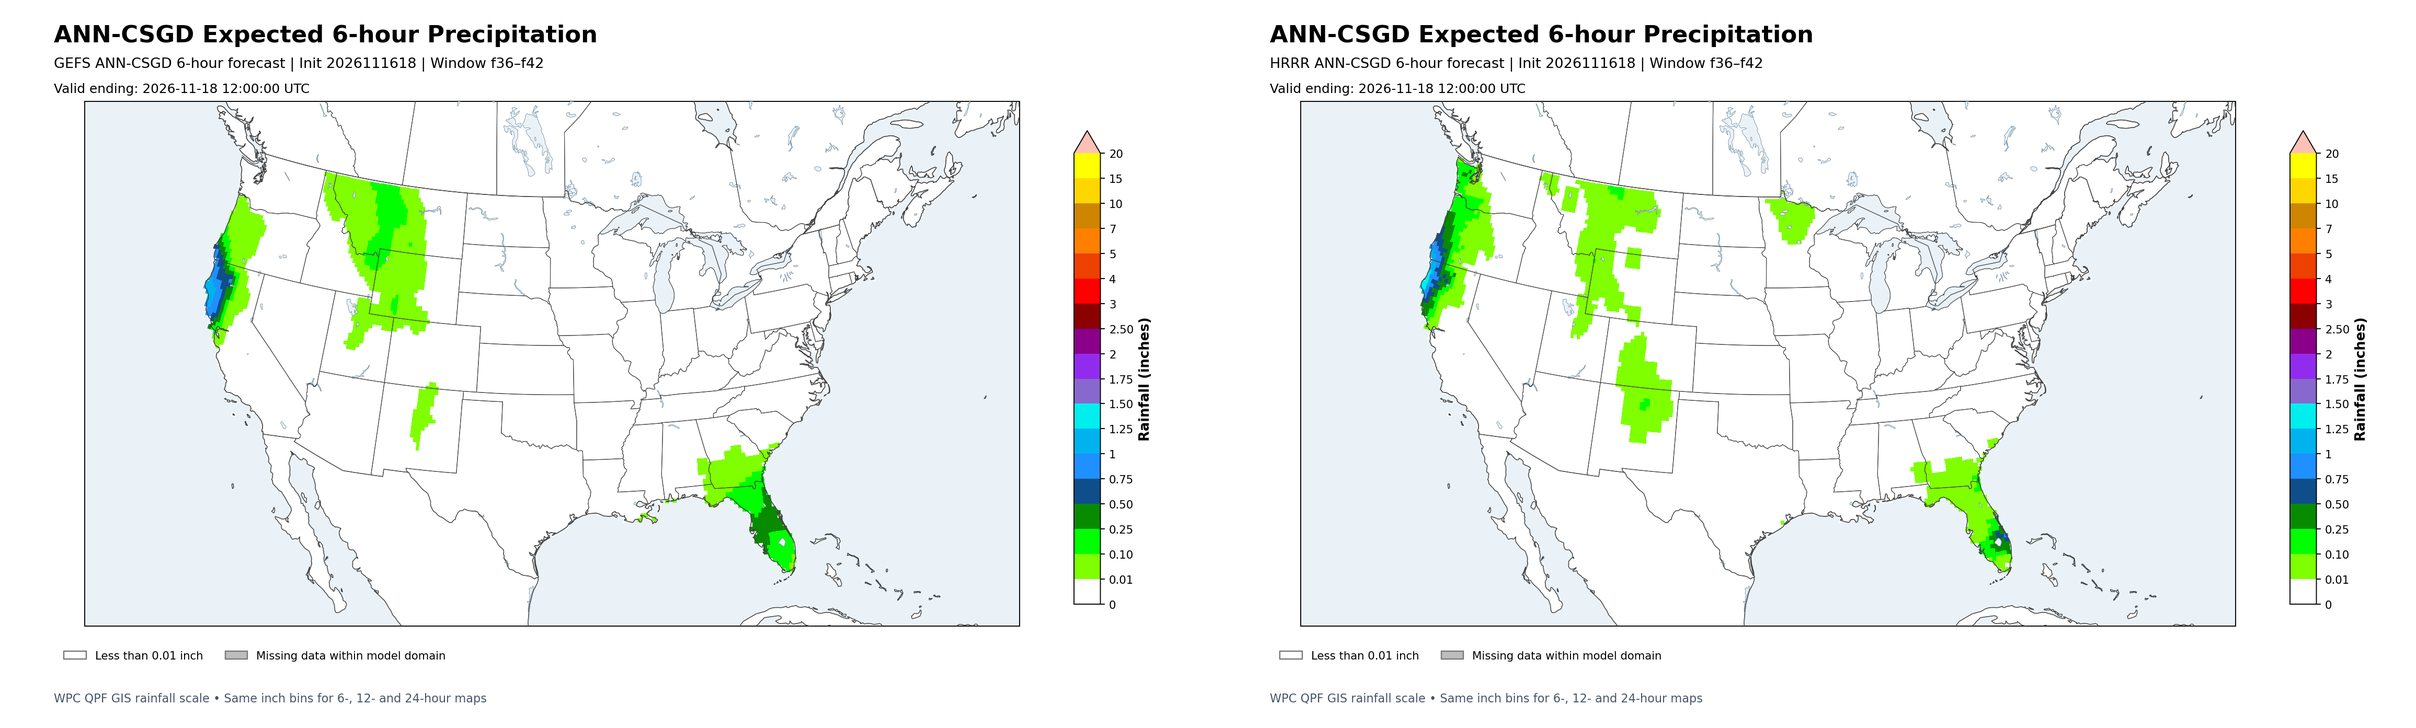 ANN-CSGD Expected 6-hour Precipitation
GEFS ANN-CSGD 6-hour forecast | Init 2026111618 | Window f36–f42
Valid ending: 2026-11-18 12:00:00 UTC
20
15
10
7
5
4
3
2.50
2
1.75
1.50
1.25
1
0.75
0.50
0.25
0.10
0.01
0
Rainfall (inches)
Less than 0.01 inch
Missing data within model domain
WPC QPF GIS rainfall scale • Same inch bins for 6-, 12- and 24-hour maps
ANN-CSGD Expected 6-hour Precipitation
HRRR ANN-CSGD 6-hour forecast | Init 2026111618 | Window f36–f42
Valid ending: 2026-11-18 12:00:00 UTC
20
15
10
7
5
4
3
2.50
2
1.75
1.50
1.25
1
0.75
0.50
0.25
0.10
0.01
0
Rainfall (inches)
Less than 0.01 inch
Missing data within model domain
WPC QPF GIS rainfall scale • Same inch bins for 6-, 12- and 24-hour maps